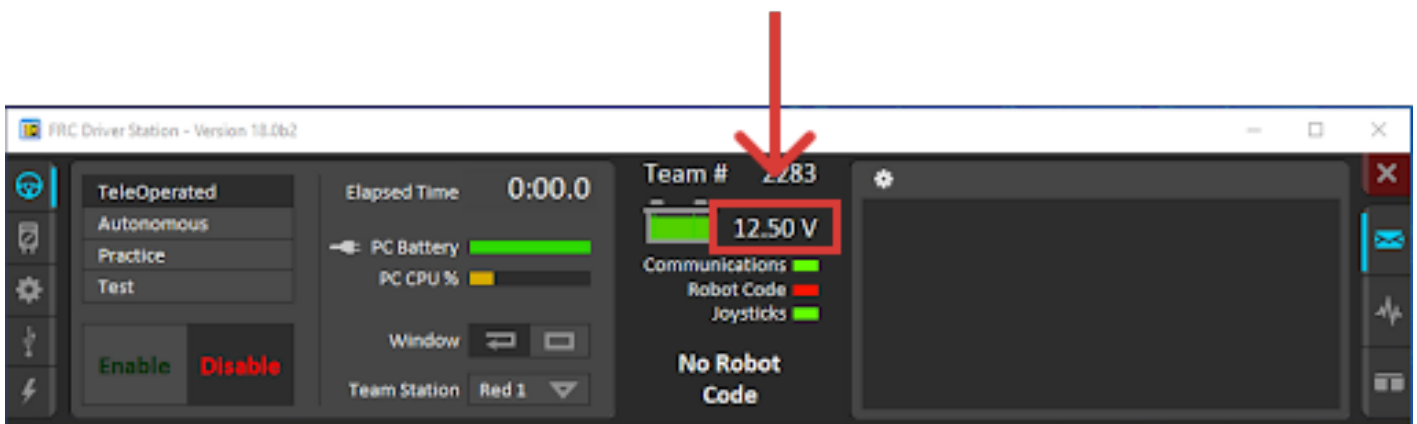 FRC Driver Station - Version 18.0b2
TeleOperated
Autonomous
Practice
Test
Enable Disable
Elapsed Time 0:00.0
PC Battery
PC CPU %
Window
Team Station Red 1
Team # 2283
12.50 V
Communications
Robot Code
Joysticks
No Robot
Code